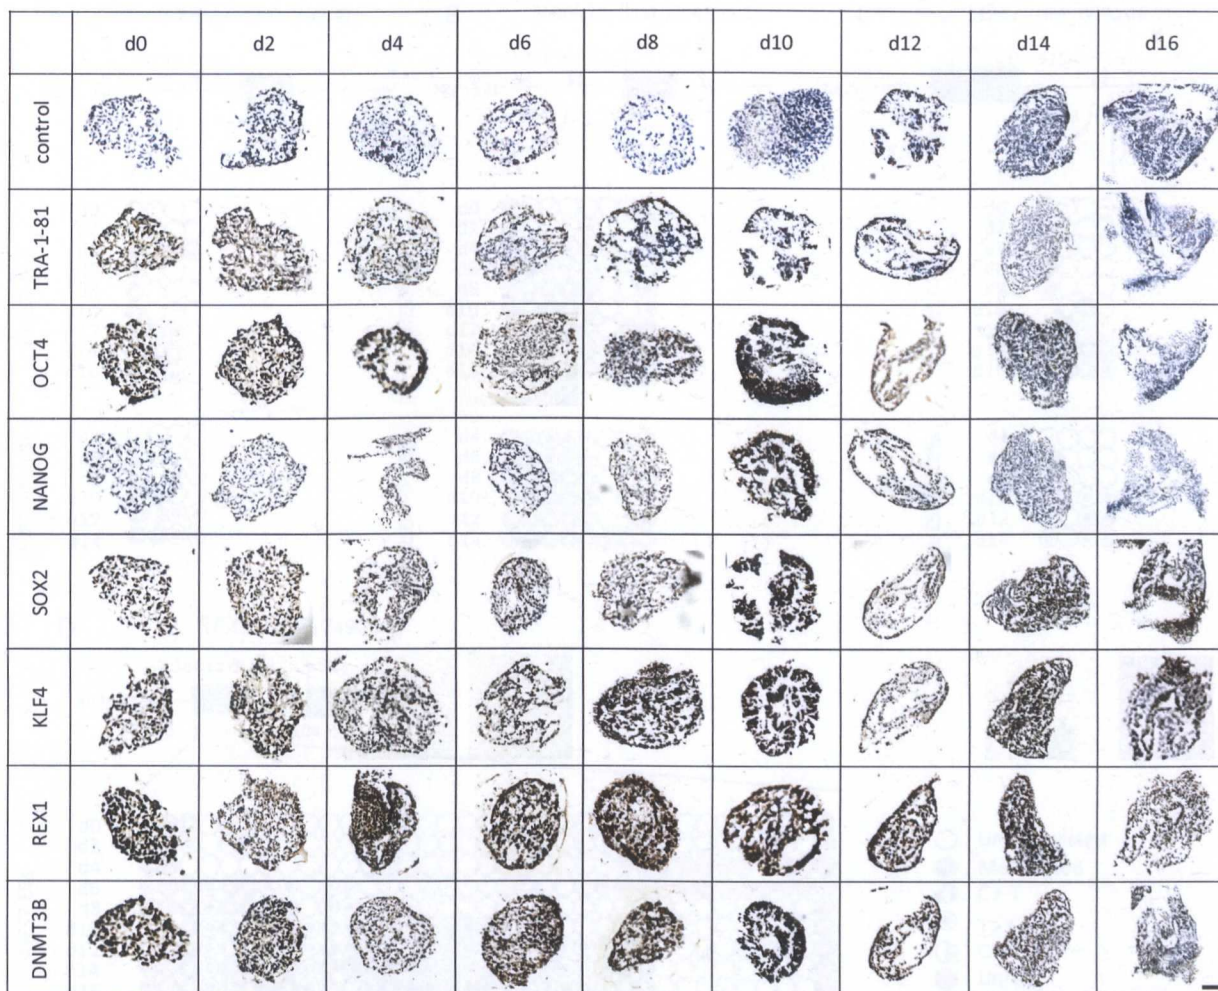 d0 d2 d4 d6 d8 d10 d12 d14 d16
control
TRA-1-81
OCT4
NANOG
SOX2
KLF4
REX1
DNMT3B